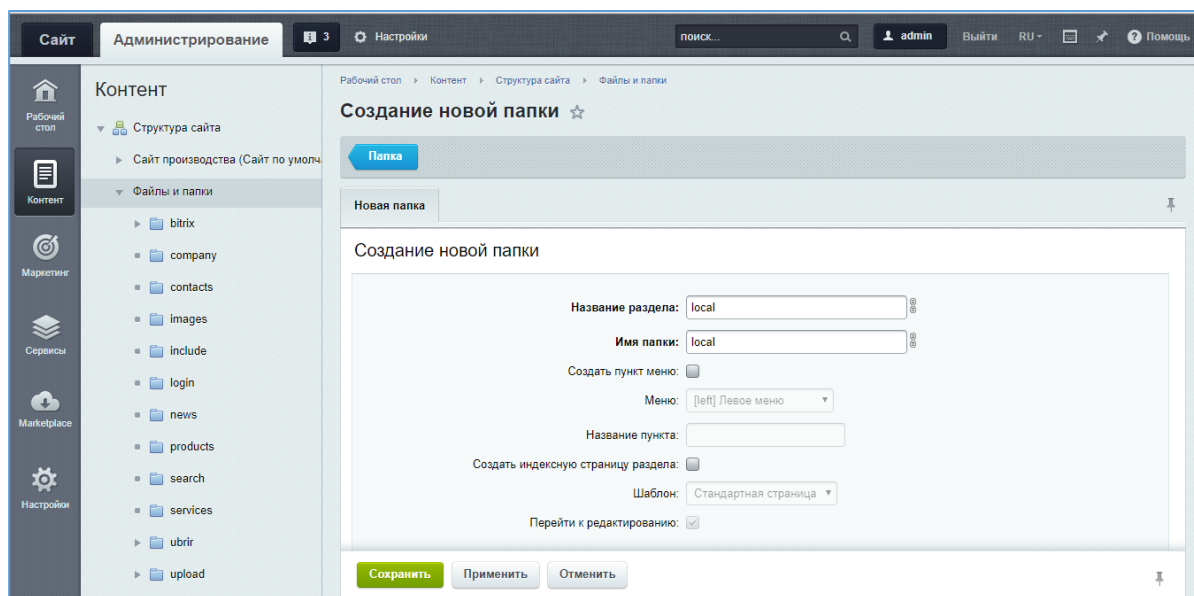 Сайт
Администрирование
3
Настройки
поиск...
admin
Выйти
RU
Помощь
Рабочий стол
Контент
Маркетинг
Сервисы
Marketplace
Настройки
Контент
Структура сайта
Сайт производства (Сайт по умолч
Файлы и папки
bitrix
company
contacts
images
include
login
news
products
search
services
ubrir
upload
Рабочий стол Контент Структура сайта Файлы и папки
Создание новой папки
Папка
Новая папка
Создание новой папки
Название раздела: local
Имя папки: local
Создать пункт меню:
Меню: [left] Левое меню
Название пункта:
Создать индексную страницу раздела:
Шаблон: Стандартная страница
Перейти к редактированию:
Сохранить Применить Отменить